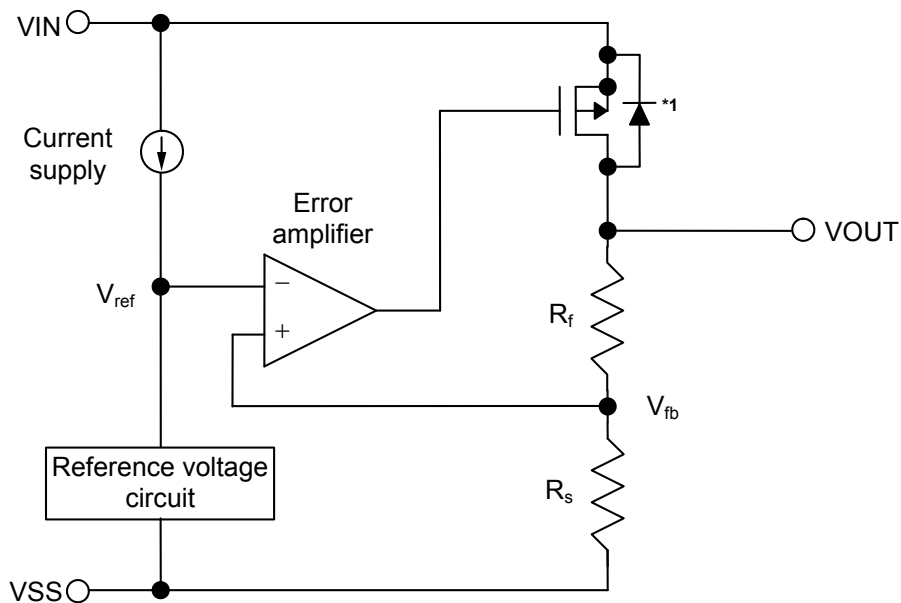 VIN
*1
Current
supply
Error
amplifier
VOUT
Vref
−
+
Rf
Vfb
Reference voltage
circuit
Rs
VSS